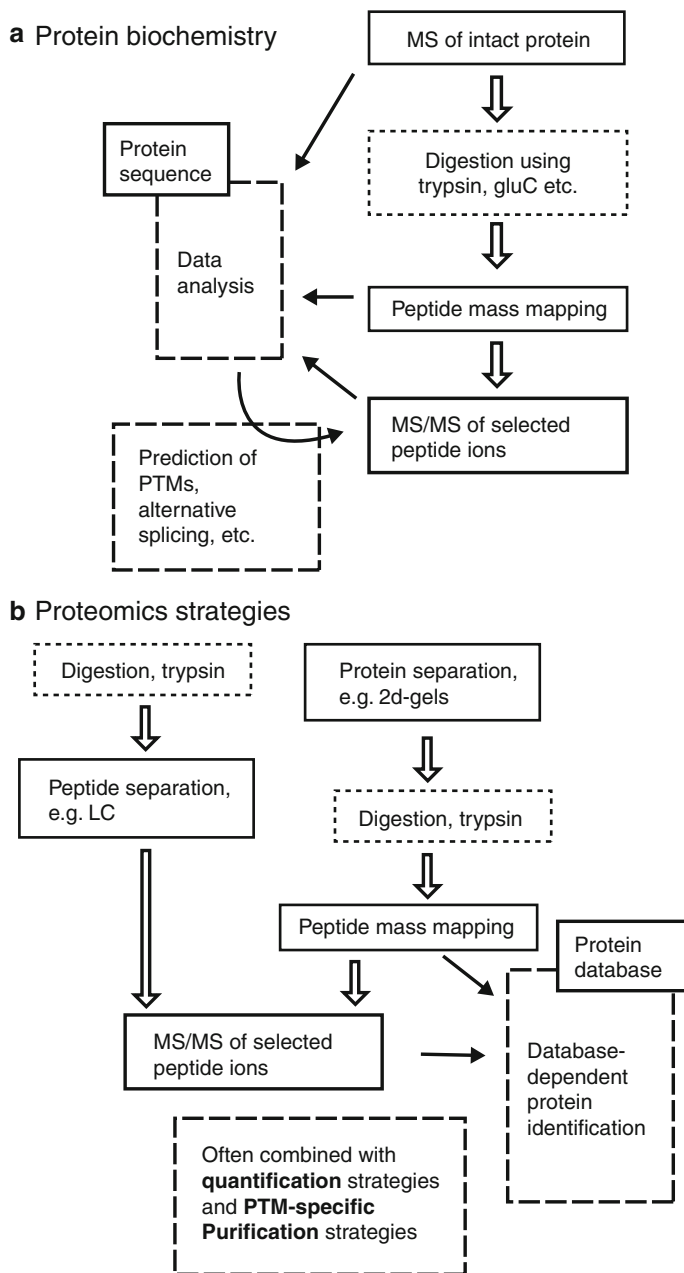 a Protein biochemistry
MS of intact protein
Digestion using
trypsin, gluC etc.
Protein
sequence
Data
analysis
Peptide mass mapping
MS/MS of selected
peptide ions
Prediction of
PTMs,
alternative
splicing, etc.
b Proteomics strategies
Digestion, trypsin
Peptide separation,
e.g. LC
Protein separation,
e.g. 2d-gels
Digestion, trypsin
Peptide mass mapping
Protein
database
MS/MS of selected
peptide ions
Database-
dependent
protein
identification
Often combined with
quantification strategies
and PTM-specific
Purification strategies